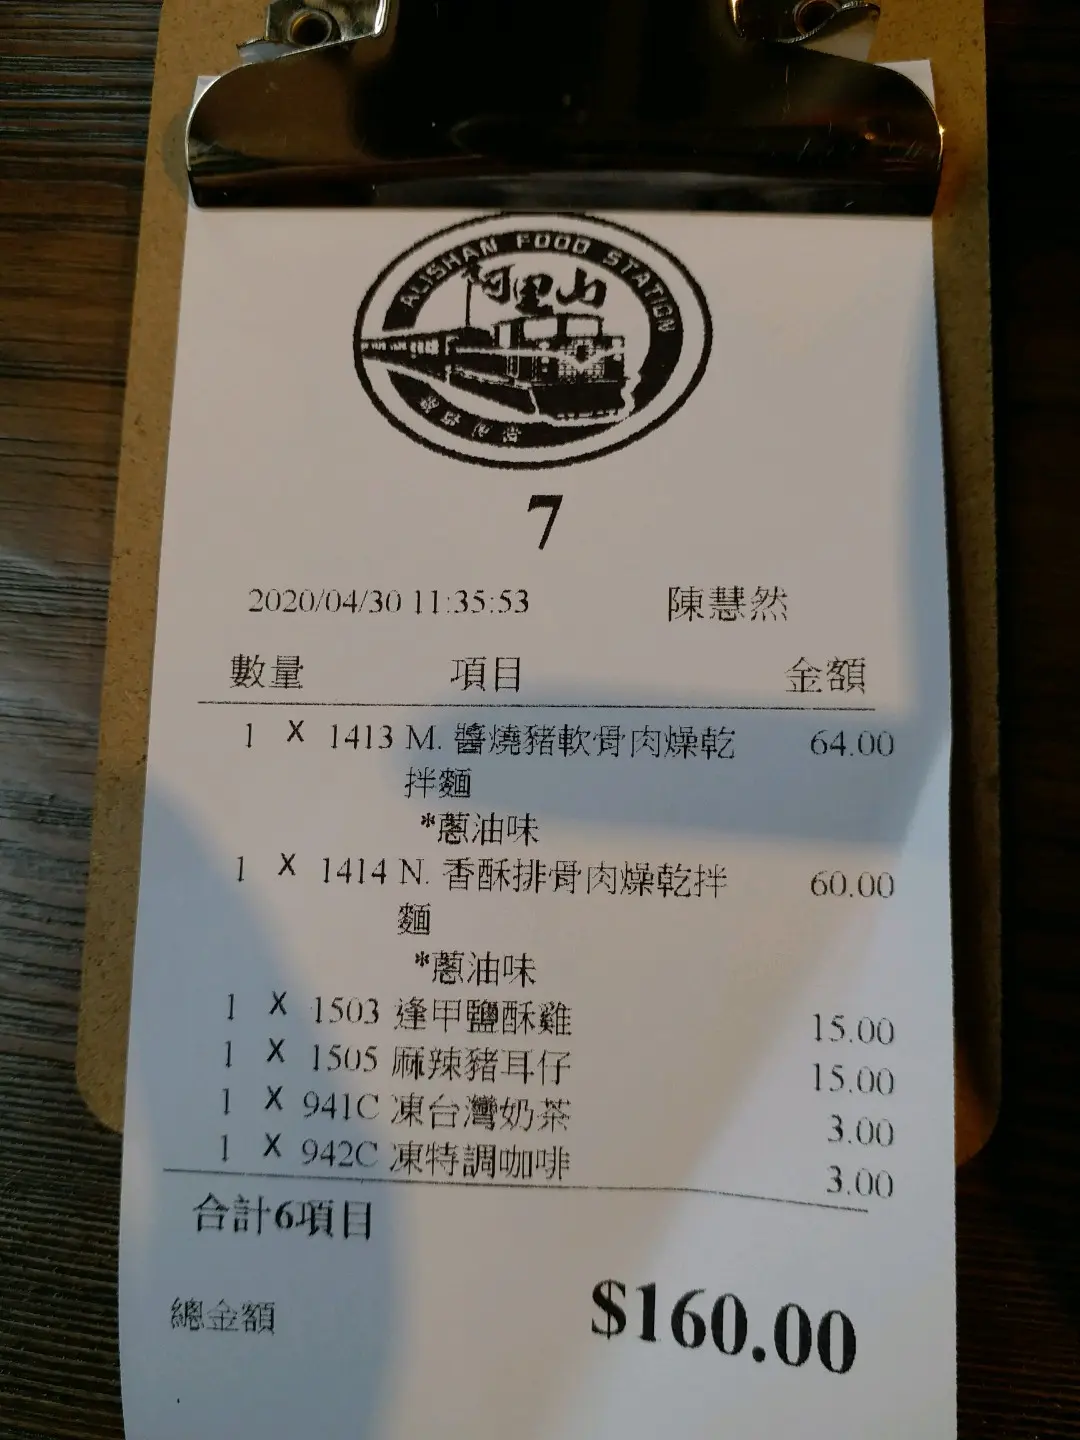 ALISHAN FOOD STATION
阿里山
7
2020/04/30 11:35:53 陳慧然
數量 項目 金額
1 X 1413 M. 醬燒豬軟骨肉燥乾 64.00
拌麵
*蔥油味
1 X 1414 N. 香酥排骨肉燥乾拌 60.00
麵
*蔥油味
1 X 1503 逢甲鹽酥雞 15.00
1 X 1505 麻辣豬耳仔 15.00
1 X 941C 凍台灣奶茶 3.00
1 X 942C 凍特調咖啡 3.00
合計6項目
總金額 $160.00